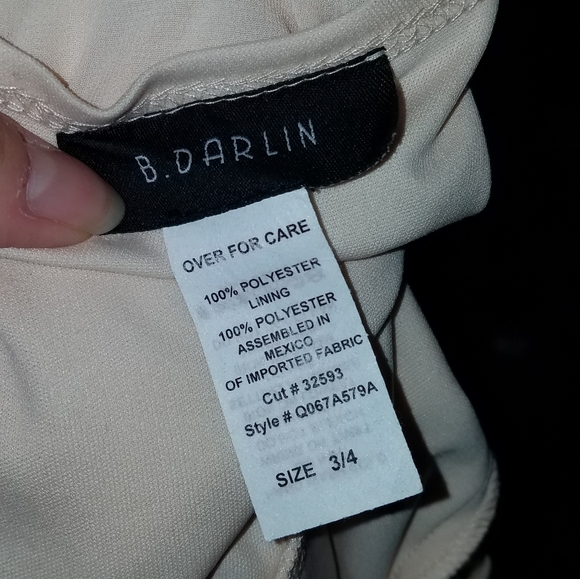 B.DARLIN
OVER FOR CARE
100% POLYESTER
LINING
100% POLYESTER
ASSEMBLED IN
MEXICO
OF IMPORTED FABRIC
Cut # 32593
Style # Q067A579A
SIZE 3/4